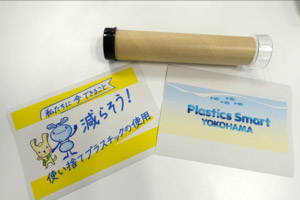 私たちに今できること
減らそう!
使い捨てプラスチックの使用
Plastics Smart
YOKOHAMA